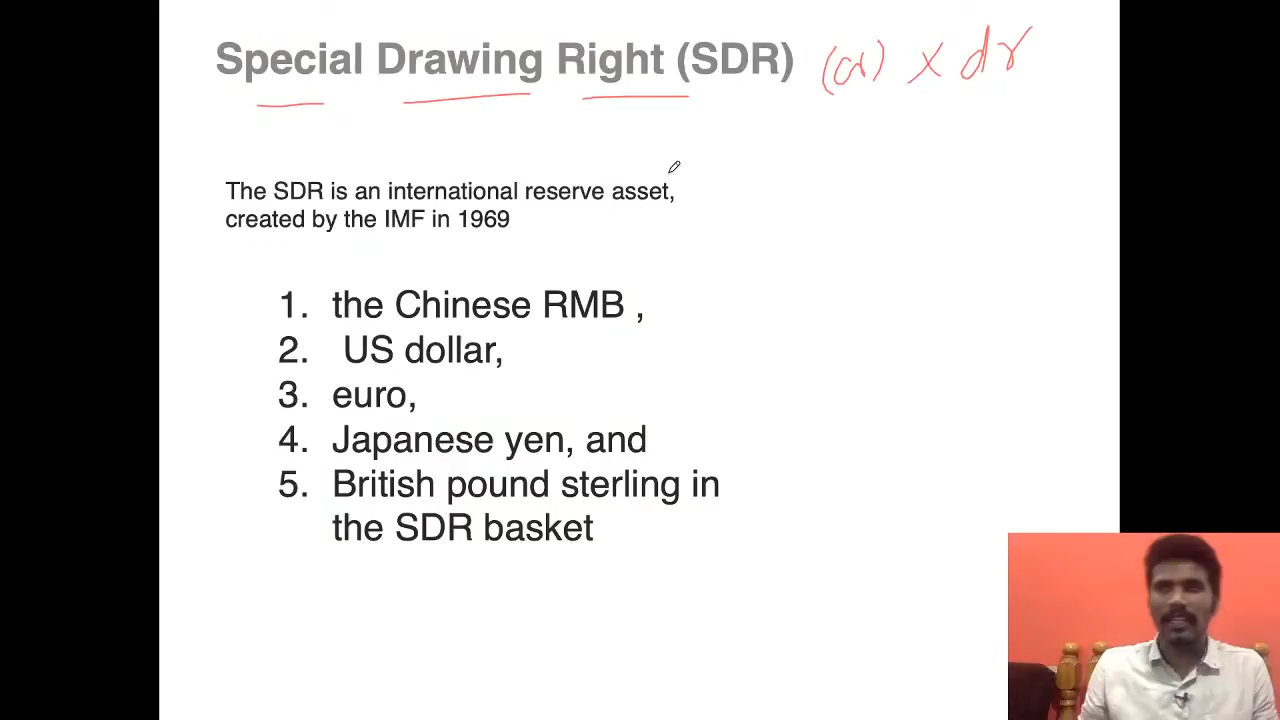 Special Drawing Right (SDR) (or) x dr
The SDR is an international reserve asset,
created by the IMF in 1969
1. the Chinese RMB ,
2. US dollar,
3. euro,
4. Japanese yen, and
5. British pound sterling in
the SDR basket